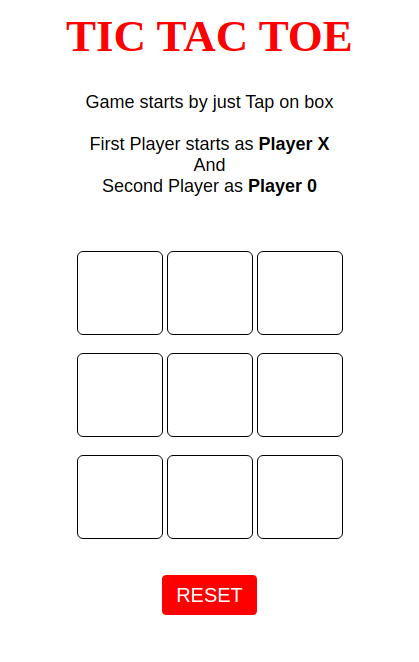 TIC TAC TOE
Game starts by just Tap on box
First Player starts as Player X
And
Second Player as Player 0
RESET